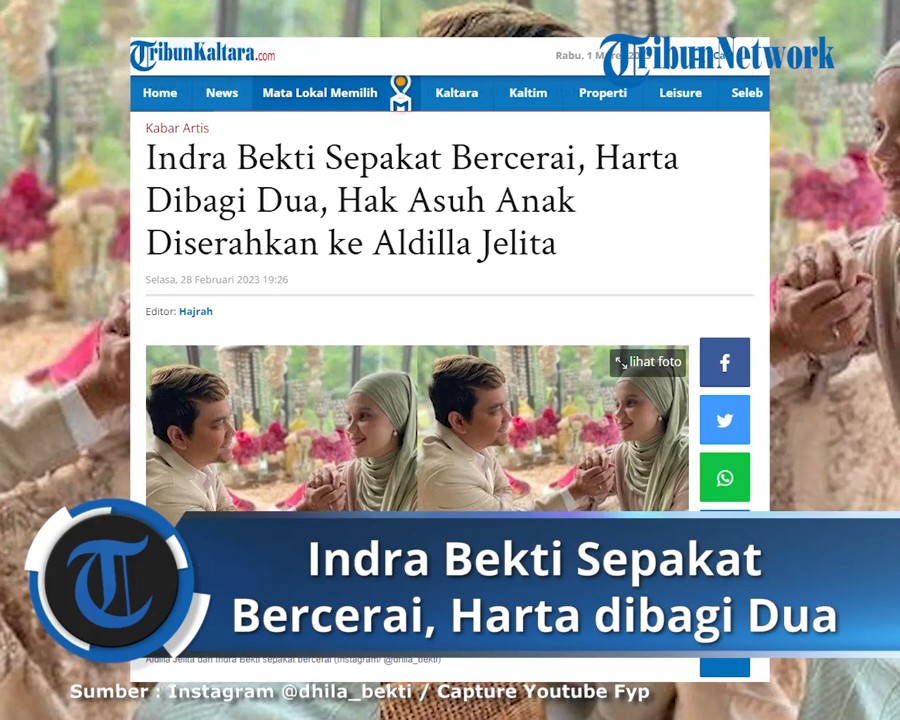 TribunKaltara.com
Rabu, 1
TribunNetwork
Home News Mata Lokal Memilih Kaltara Kaltim Properti Leisure Seleb
Kabar Artis
Indra Bekti Sepakat Bercerai, Harta
Dibagi Dua, Hak Asuh Anak
Diserahkan ke Aldilla Jelita
Selasa, 28 Februari 2023 19:26
Editor: Hajrah
lihat foto
Indra Bekti Sepakat
Bercerai, Harta dibagi Dua
Aldilla Jelita dan Indra Bekti sepakat bercerai (Instagram/ @dhila_bekti)
Sumber : Instagram @dhila_bekti / Capture Youtube Fyp